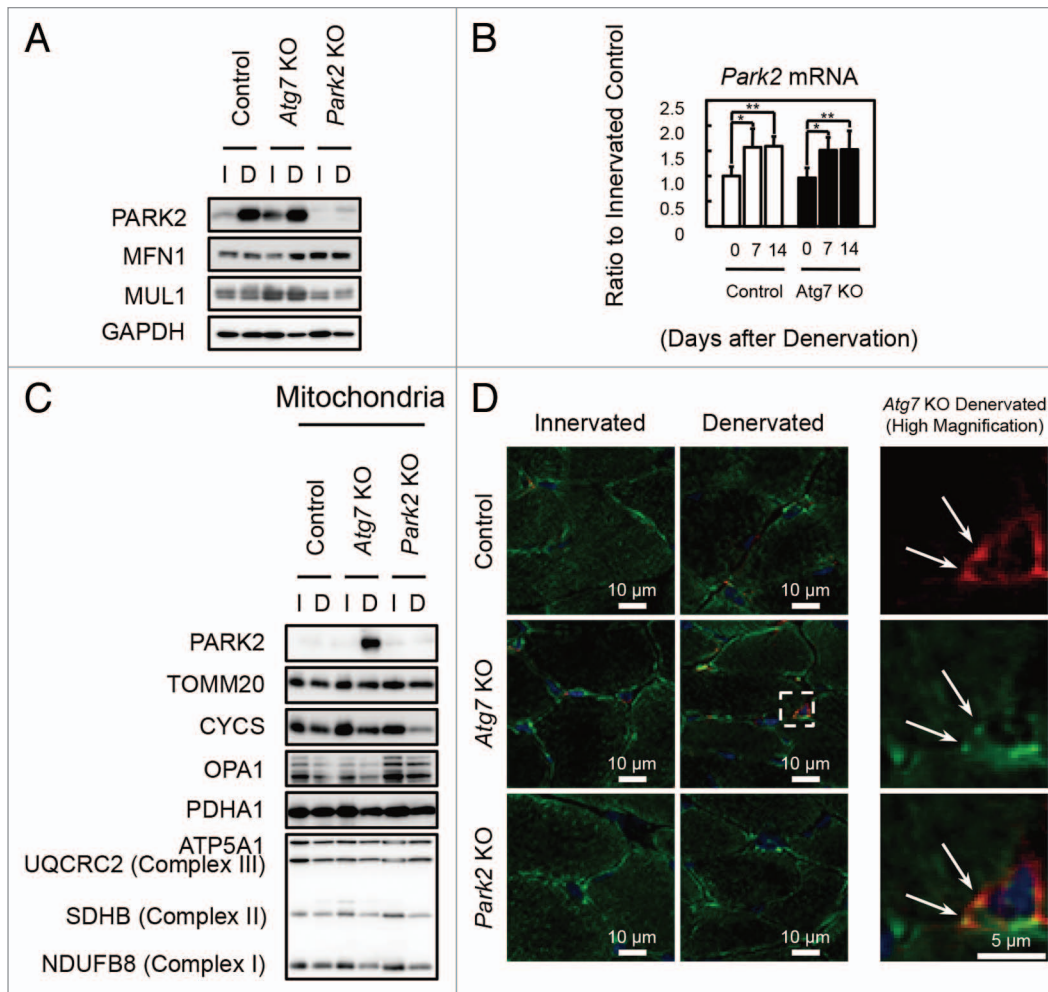 A
Control
Atg7 KO
Park2 KO
I D I D I D
PARK2
MFN1
MUL1
GAPDH
B
Park2 mRNA
Ratio to Innervated Control
2.5
2.0
1.5
1.0
0.5
0
* ** * **
0 7 14 0 7 14
Control Atg7 KO
(Days after Denervation)
C
Mitochondria
Control
Atg7 KO
Park2 KO
I D I D I D
PARK2
TOMM20
CYCS
OPA1
PDHA1
ATP5A1
UQCRC2 (Complex III)
SDHB (Complex II)
NDUFB8 (Complex I)
D
Innervated Denervated
Atg7 KO Denervated
(High Magnification)
Control
10 µm 10 µm
Atg7 KO
10 µm 10 µm
Park2 KO
10 µm 10 µm
5 µm